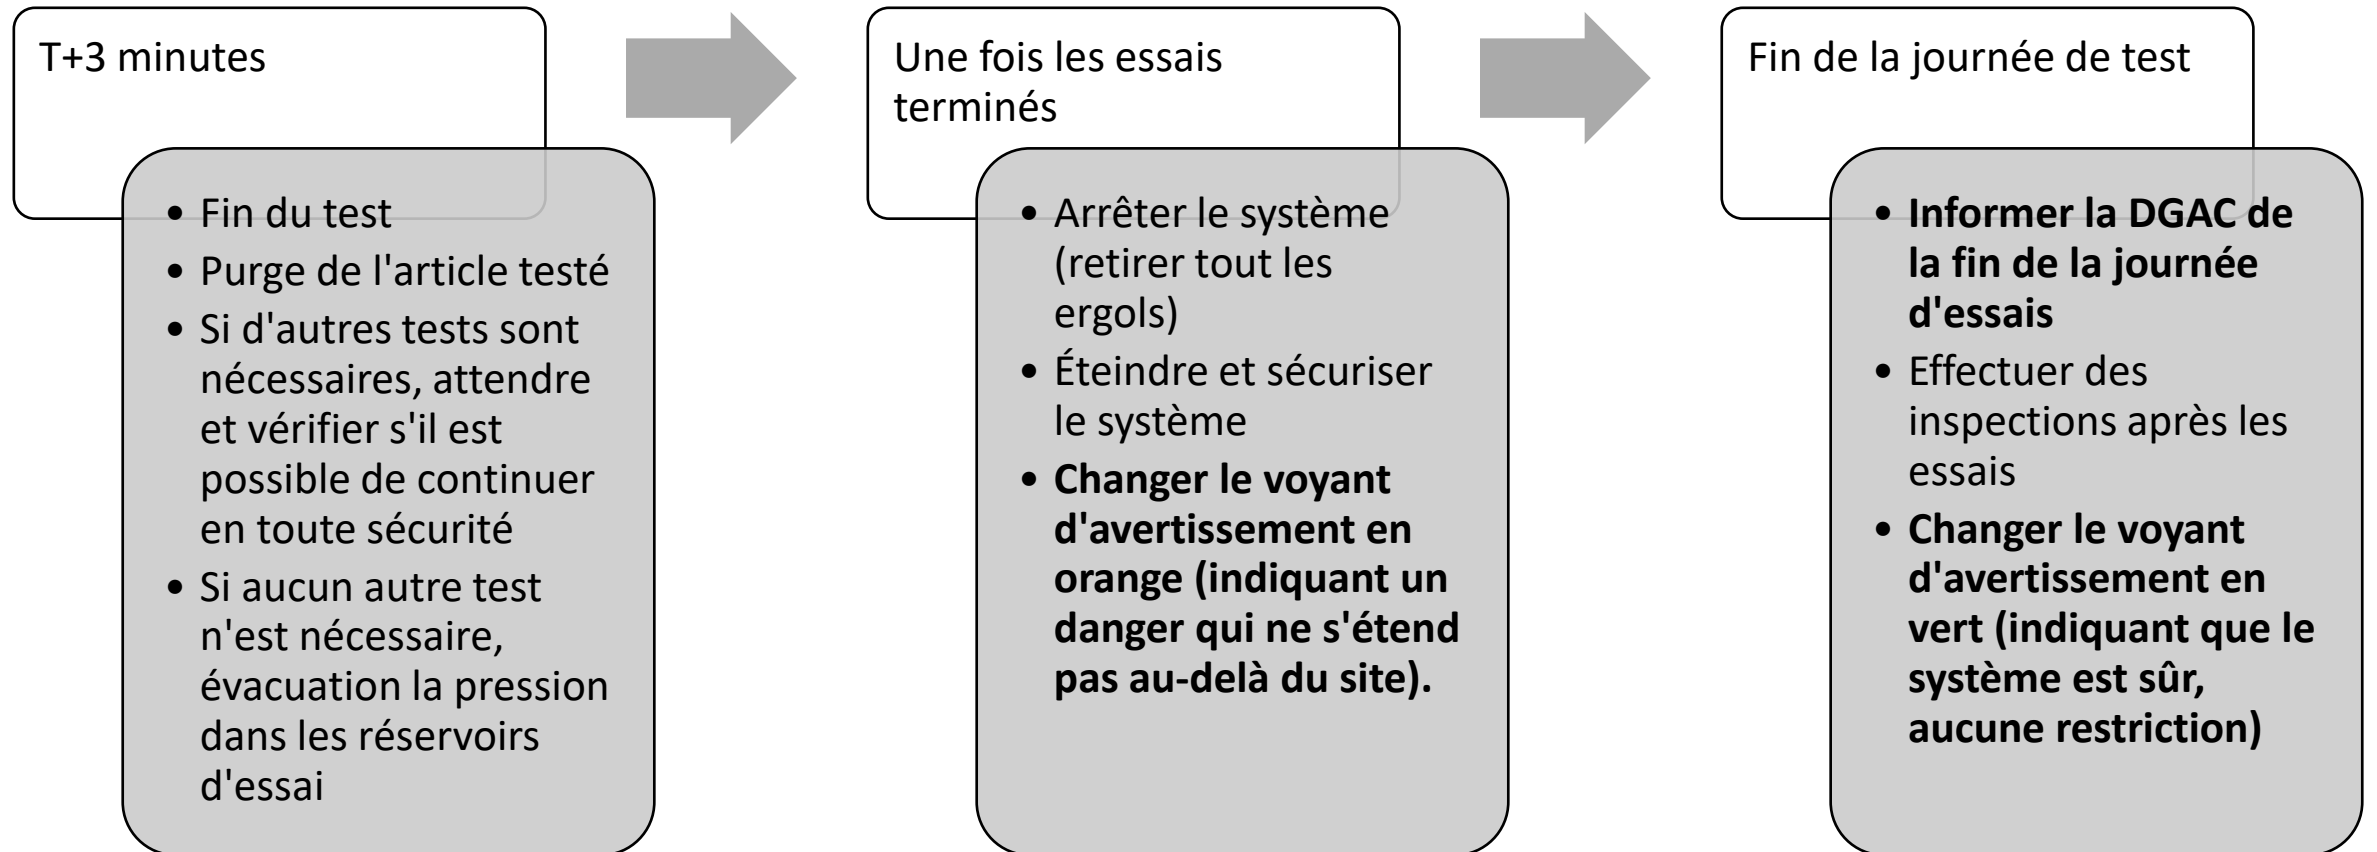 T+3 minutes
• Fin du test
• Purge de l'article testé
• Si d'autres tests sont
nécessaires, attendre
et vérifier s'il est
possible de continuer
en toute sécurité
• Si aucun autre test
n'est nécessaire,
évacuation la pression
dans les réservoirs
d'essai
Une fois les essais
terminés
• Arrêter le système
(retirer tout les
ergols)
• Éteindre et sécuriser
le système
• Changer le voyant
d'avertissement en
orange (indiquant un
danger qui ne s'étend
pas au-delà du site).
Fin de la journée de test
• Informer la DGAC de
la fin de la journée
d'essais
• Effectuer des
inspections après les
essais
• Changer le voyant
d'avertissement en
vert (indiquant que le
système est sûr,
aucune restriction)